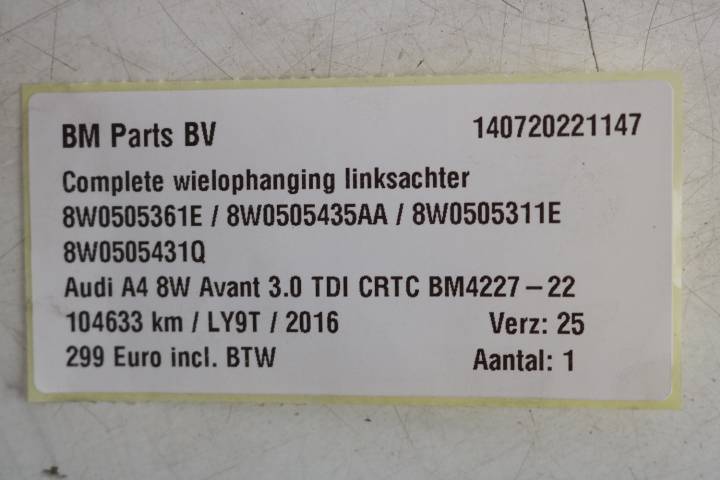 BM Parts BV 140720221147
Complete wielophanging linksachter
8W0505361E / 8W0505435AA / 8W0505311E
8W0505431Q
Audi A4 8W Avant 3.0 TDI CRTC BM4227-22
104633 km / LY9T / 2016 Verz: 25
299 Euro incl. BTW Aantal: 1